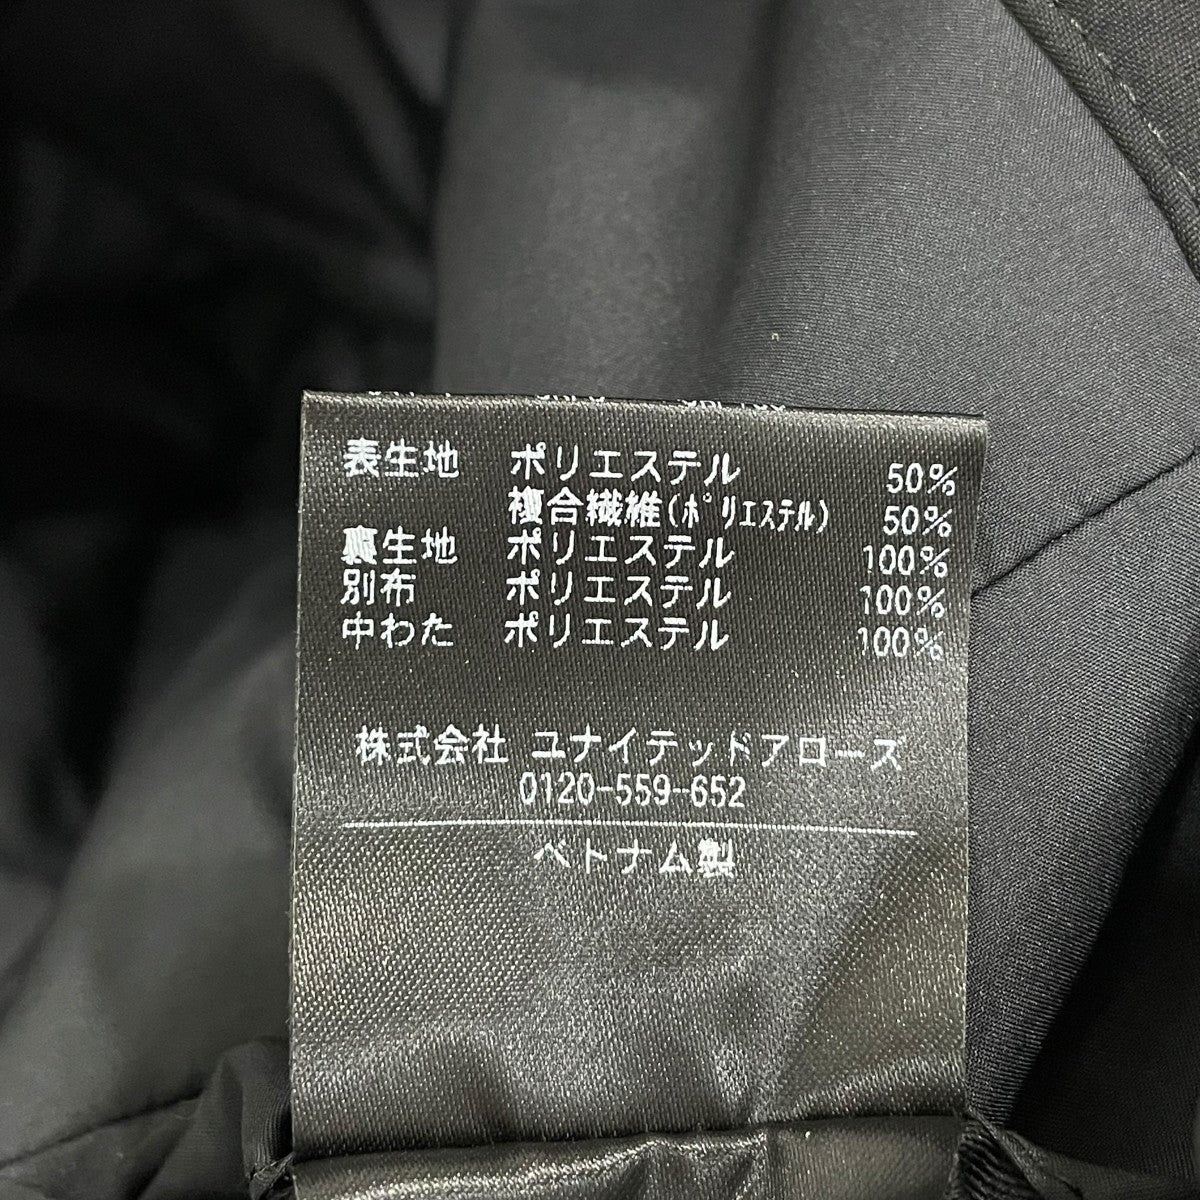 表生地 ポリエステル 50%
複合繊維(ポリエステル) 50%
裏生地 ポリエステル 100%
別布 ポリエステル 100%
中わた ポリエステル 100%
株式会社 ユナイテッドアローズ
0120-559-652
ベトナム製